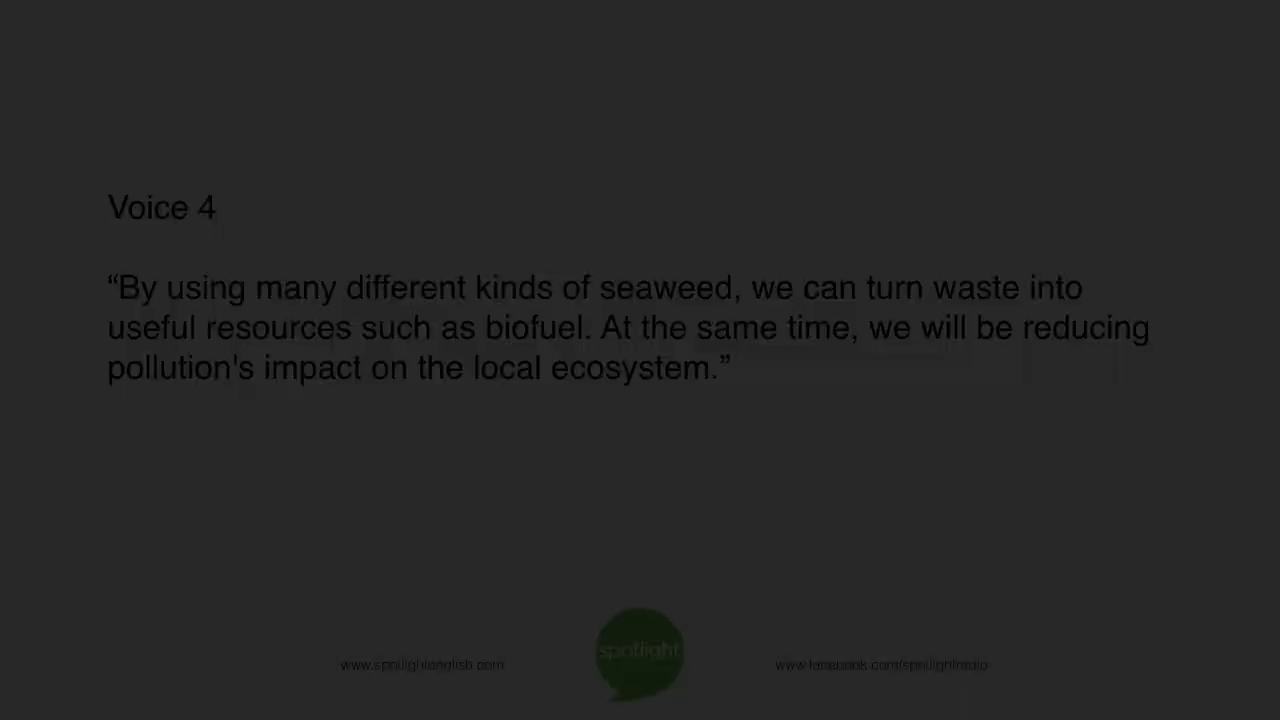 Voice 4
“By using many different kinds of seaweed, we can turn waste into
useful resources such as biofuel. At the same time, we will be reducing
pollution's impact on the local ecosystem.”
spotlight
www.spotlightenglish.com
www.facebook.com/spotlightradio